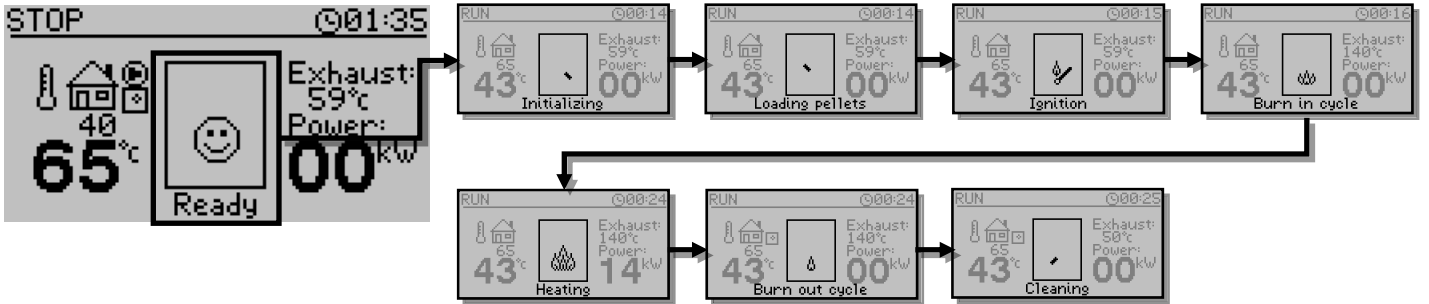 STOP 01:35
Exhaust:
59°c
Power:
40
65°c
00kW
Ready
RUN 00:14
Exhaust:
59°c
65
Power:
43°c
00kW
Initializing
RUN 00:14
Exhaust:
59°c
65
Power:
43°c
00kW
Loading pellets
RUN 00:15
Exhaust:
59°c
65
Power:
43°c
00kW
Ignition
RUN 00:16
Exhaust:
140°c
65
Power:
43°c
00kW
Burn in cycle
RUN 00:24
Exhaust:
140°c
65
Power:
43°c
14kW
Heating
RUN 00:24
Exhaust:
140°c
65
Power:
43°c
00kW
Burn out cycle
RUN 00:25
Exhaust:
50°c
65
Power:
43°c
00kW
Cleaning